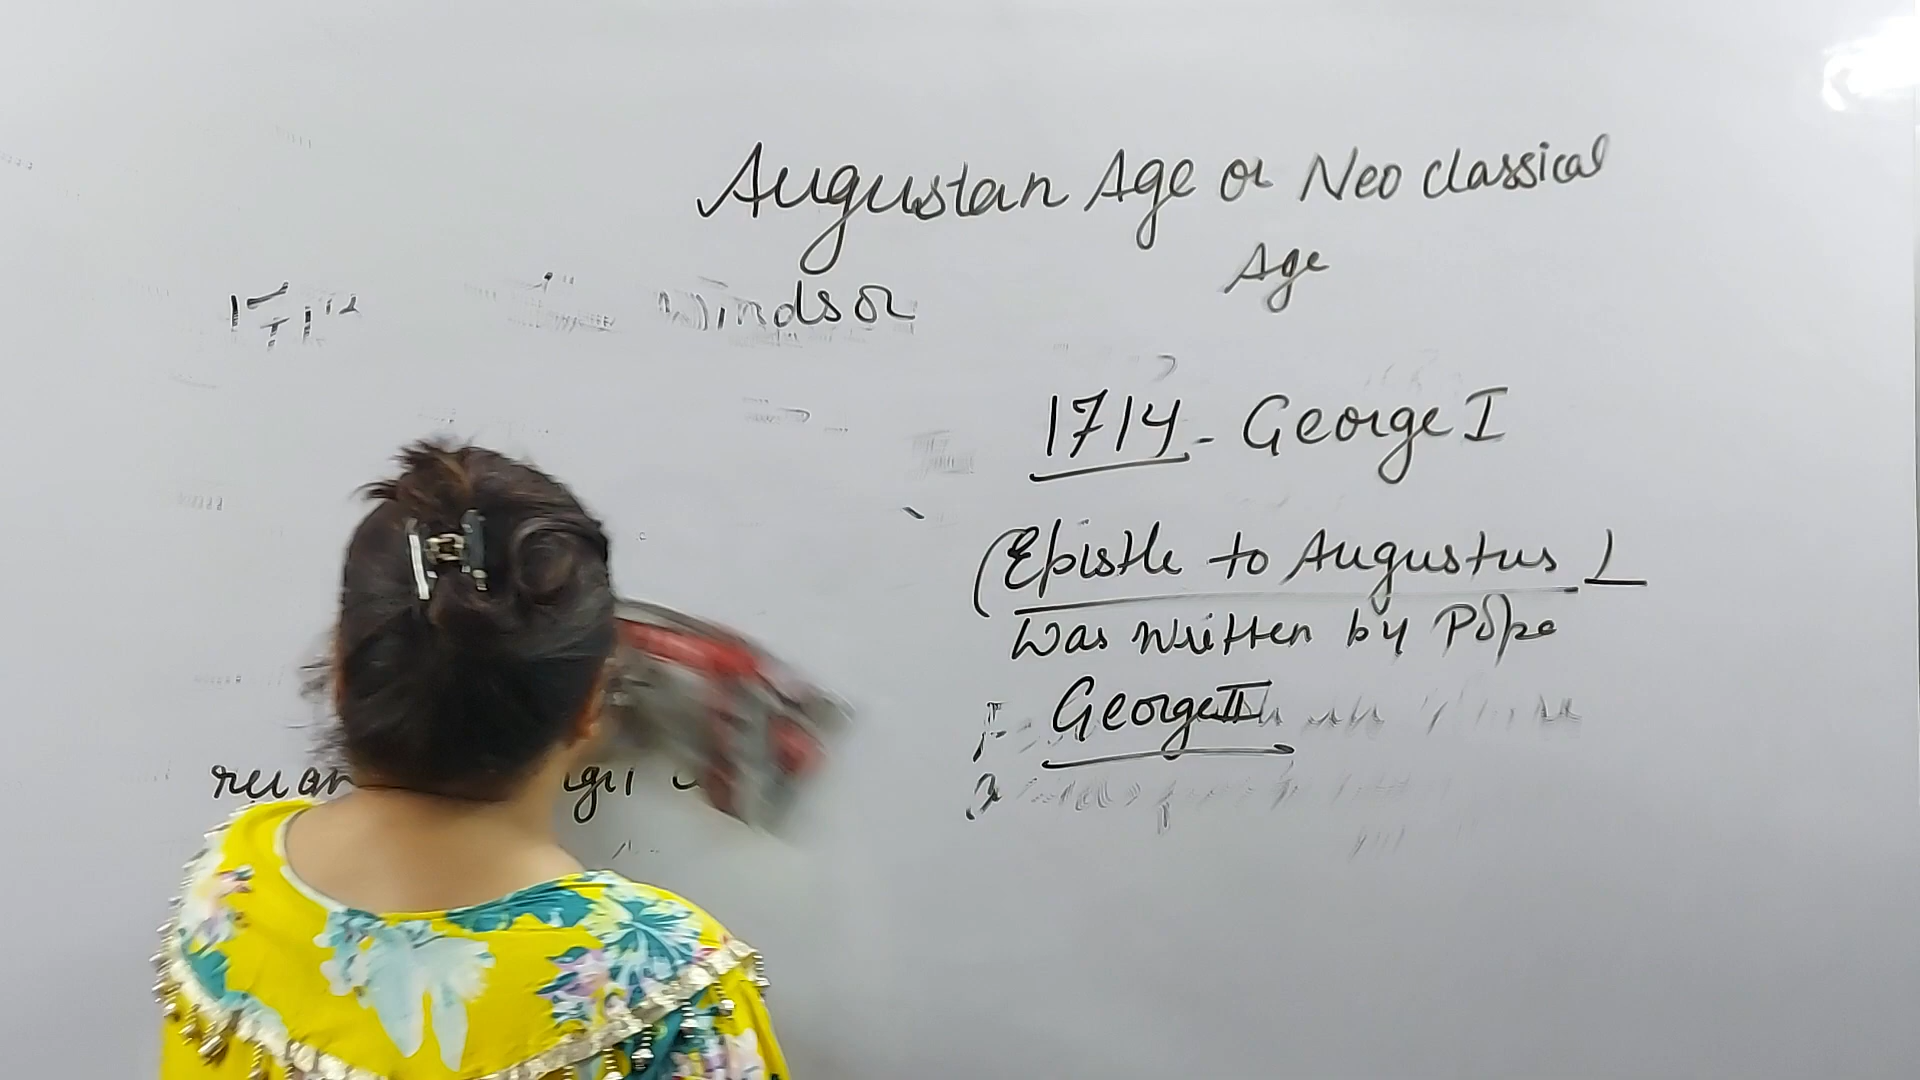 Augustan Age or Neo classical
Age
Windsor
1714 - George I
(Epistle to Augustus)
was written by Pope
George II